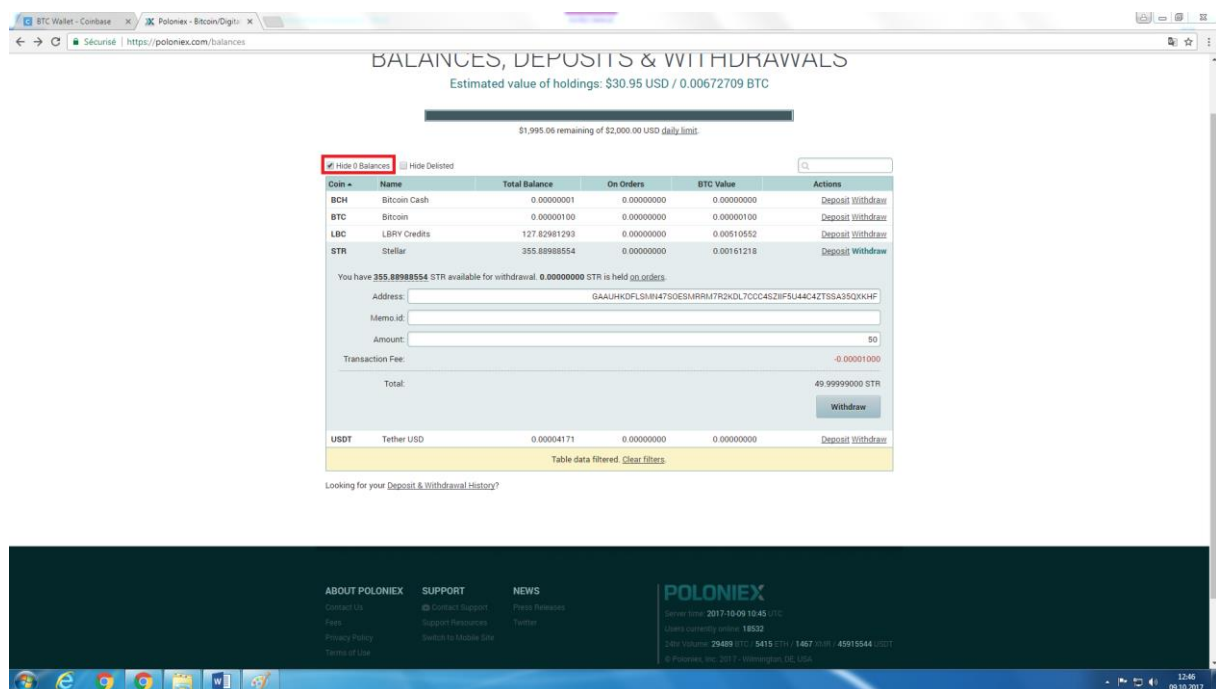 BTC Wallet - Coinbase
Poloniex - Bitcoin/Digita
Sécurisé | https://poloniex.com/balances
BALANCES, DEPOSITS & WITHDRAWALS
Estimated value of holdings: $30.95 USD / 0.00672709 BTC
$1,995.06 remaining of $2,000.00 USD daily limit.
Hide 0 Balances Hide Delisted
Coin Name Total Balance On Orders BTC Value Actions
BCH Bitcoin Cash 0.00000001 0.00000000 0.00000000 Deposit Withdraw
BTC Bitcoin 0.00000100 0.00000000 0.00000100 Deposit Withdraw
LBC LBRY Credits 127.82981293 0.00000000 0.00510552 Deposit Withdraw
STR Stellar 355.88988554 0.00000000 0.00161218 Deposit Withdraw
You have 355.88988554 STR available for withdrawal. 0.00000000 STR is held on orders.
Address:
Memo.id:
Amount: 50
Transaction Fee: -0.00001000
Total: 49.99999000 STR
Withdraw
USDT Tether USD 0.00004171 0.00000000 0.00000000 Deposit Withdraw
Table data filtered. Clear filters.
Looking for your Deposit & Withdrawal History?
ABOUT POLONIEX SUPPORT NEWS POLONIEX
Contact Us Contact Support Press Releases
Server time: 2017-10-09 10:45 UTC
Fees Support Resources Twitter
Users currently online: 18532
Privacy Policy Switch to Mobile Site
24hr Volume: 29489 BTC / 5415 ETH / 1467 XMR / 45915544 USDT
Terms of Use
© Poloniex, Inc. 2017 - Wilmington, DE, USA
12:46
09.10.2017